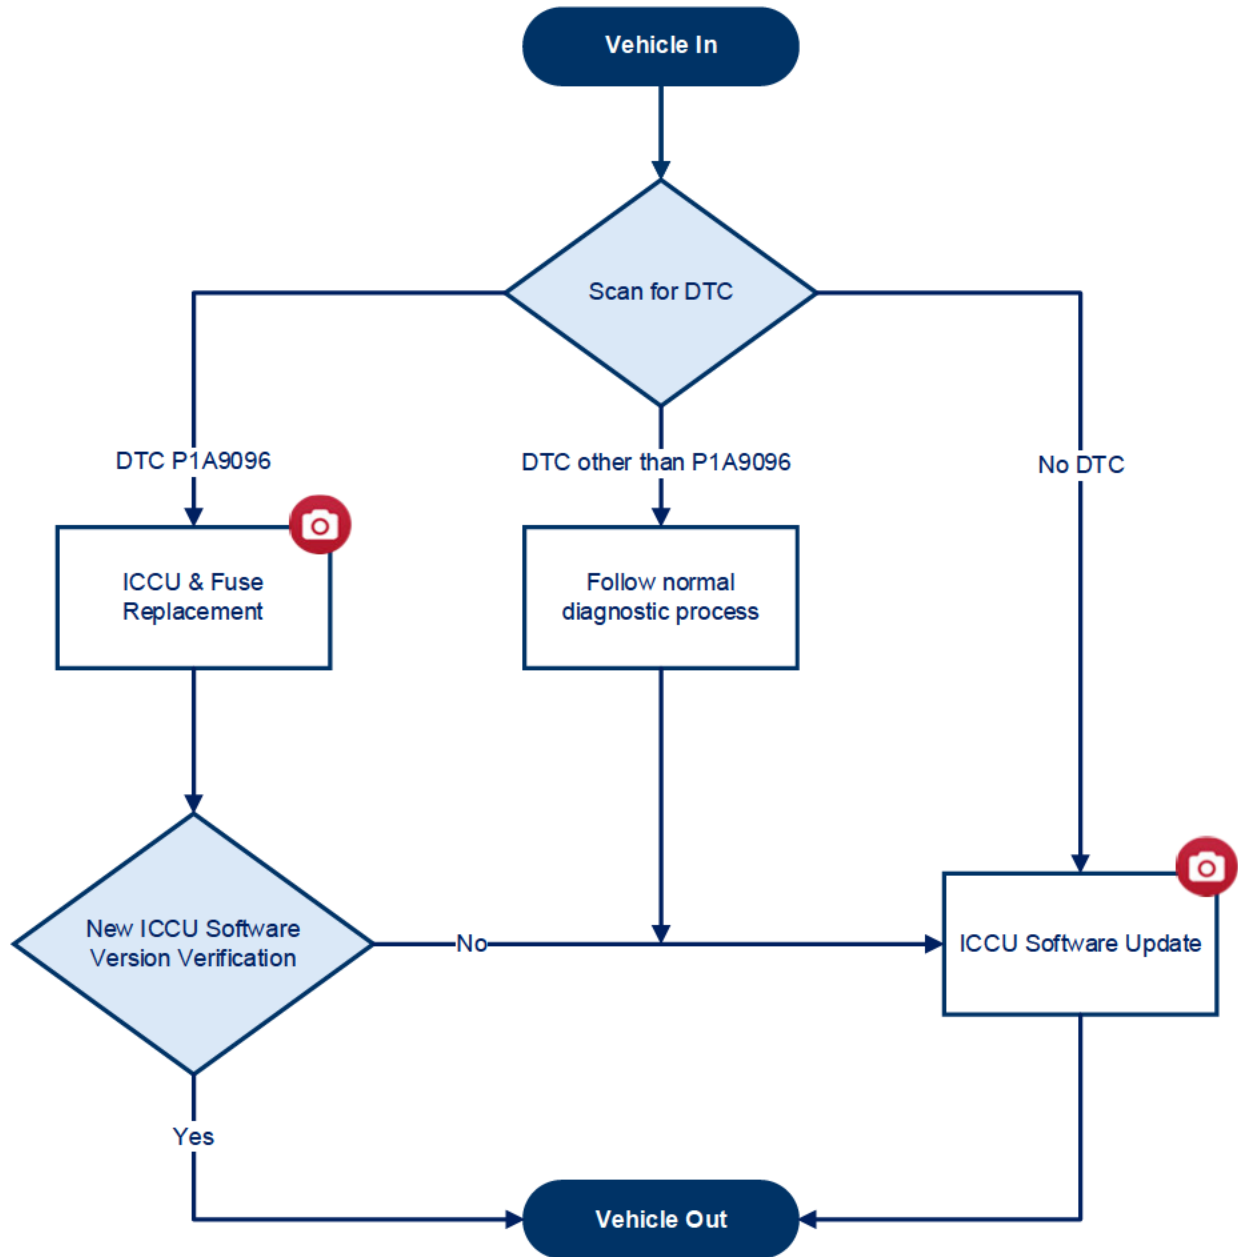 Vehicle In
Scan for DTC
DTC P1A9096
DTC other than P1A9096
No DTC
ICCU & Fuse
Replacement
Follow normal
diagnostic process
New ICCU Software
Version Verification
No
ICCU Software Update
Yes
Vehicle Out